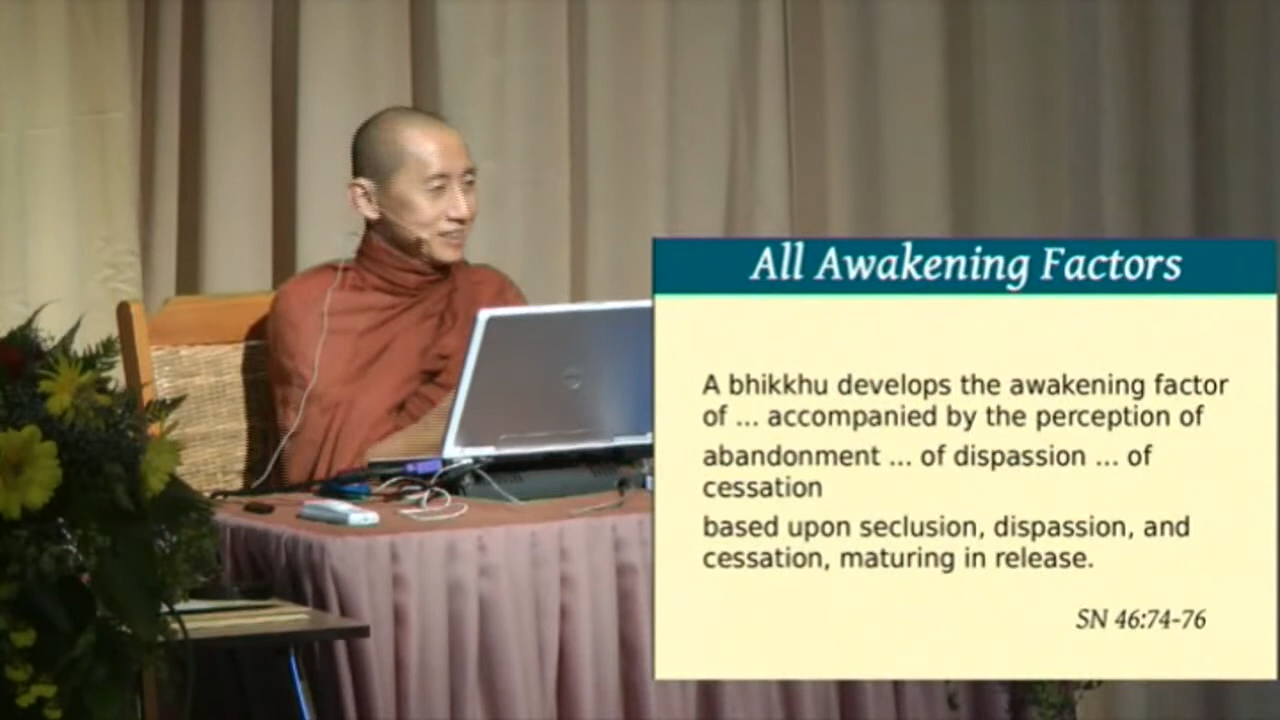 All Awakening Factors
A bhikkhu develops the awakening factor
of ... accompanied by the perception of
abandonment ... of dispassion ... of
cessation
based upon seclusion, dispassion, and
cessation, maturing in release.
SN 46:74-76